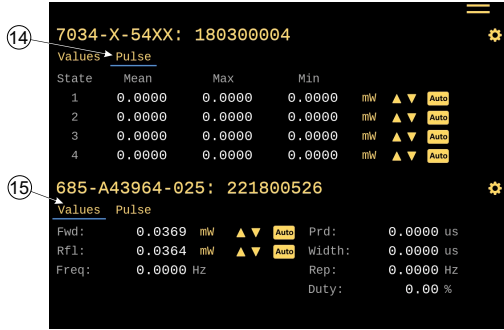 14
7034-X-54XX: 180300004
Values Pulse
State Mean Max Min
1 0.0000 0.0000 0.0000 mW Auto
2 0.0000 0.0000 0.0000 mW Auto
3 0.0000 0.0000 0.0000 mW Auto
4 0.0000 0.0000 0.0000 mW Auto
15
685-A43964-025: 221800526
Values Pulse
Fwd: 0.0369 mW Auto Prd: 0.0000 us
Rfl: 0.0364 mW Auto Width: 0.0000 us
Freq: 0.0000 Hz Rep: 0.0000 Hz
Duty: 0.00 %